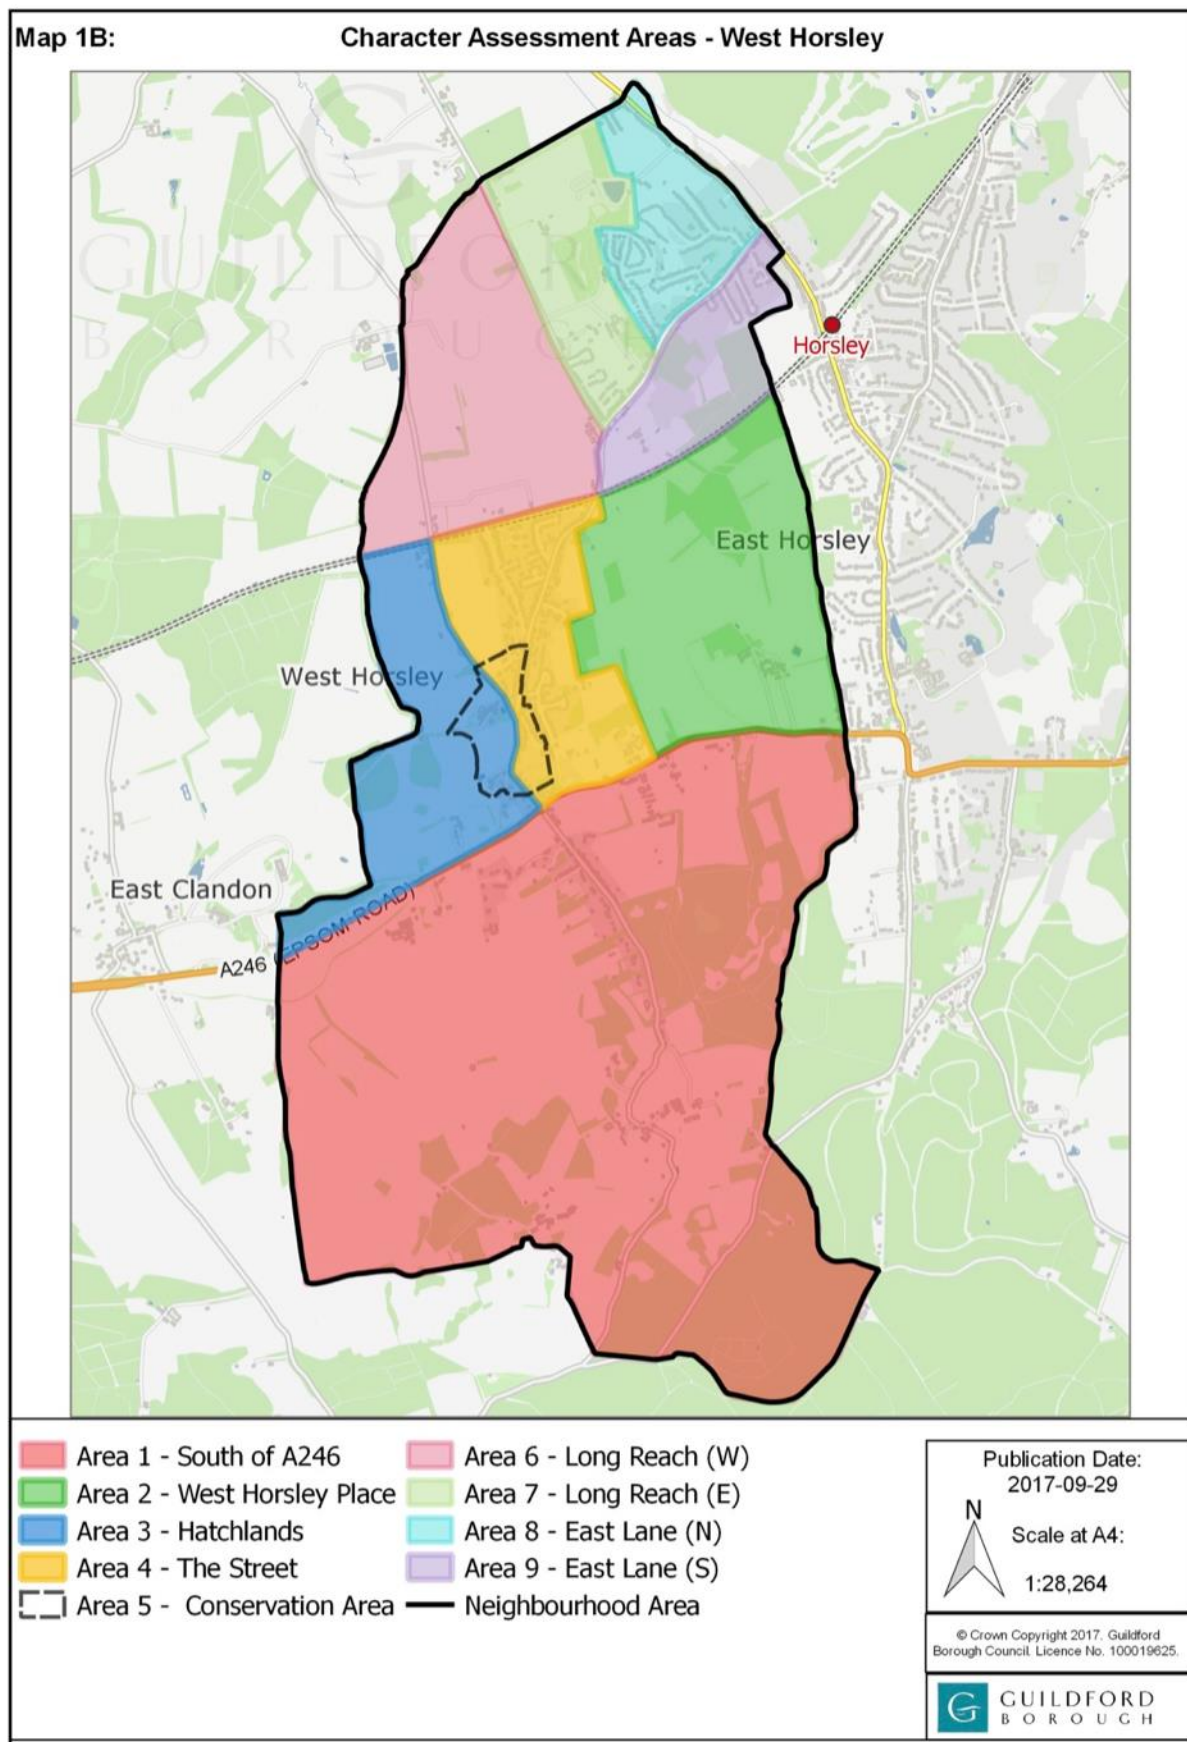 Map 1B:
Character Assessment Areas - West Horsley
GUILDFORD
BOROUGH
Horsley
East Horsley
West Horsley
East Clandon
A246 (EPSOM ROAD)
Area 1 - South of A246
Area 2 - West Horsley Place
Area 3 - Hatchlands
Area 4 - The Street
Area 5 - Conservation Area
Area 6 - Long Reach (W)
Area 7 - Long Reach (E)
Area 8 - East Lane (N)
Area 9 - East Lane (S)
Neighbourhood Area
Publication Date:
2017-09-29
N
Scale at A4:
1:28,264
© Crown Copyright 2017. Guildford
Borough Council. Licence No. 100019625.
G GUILDFORD
BOROUGH